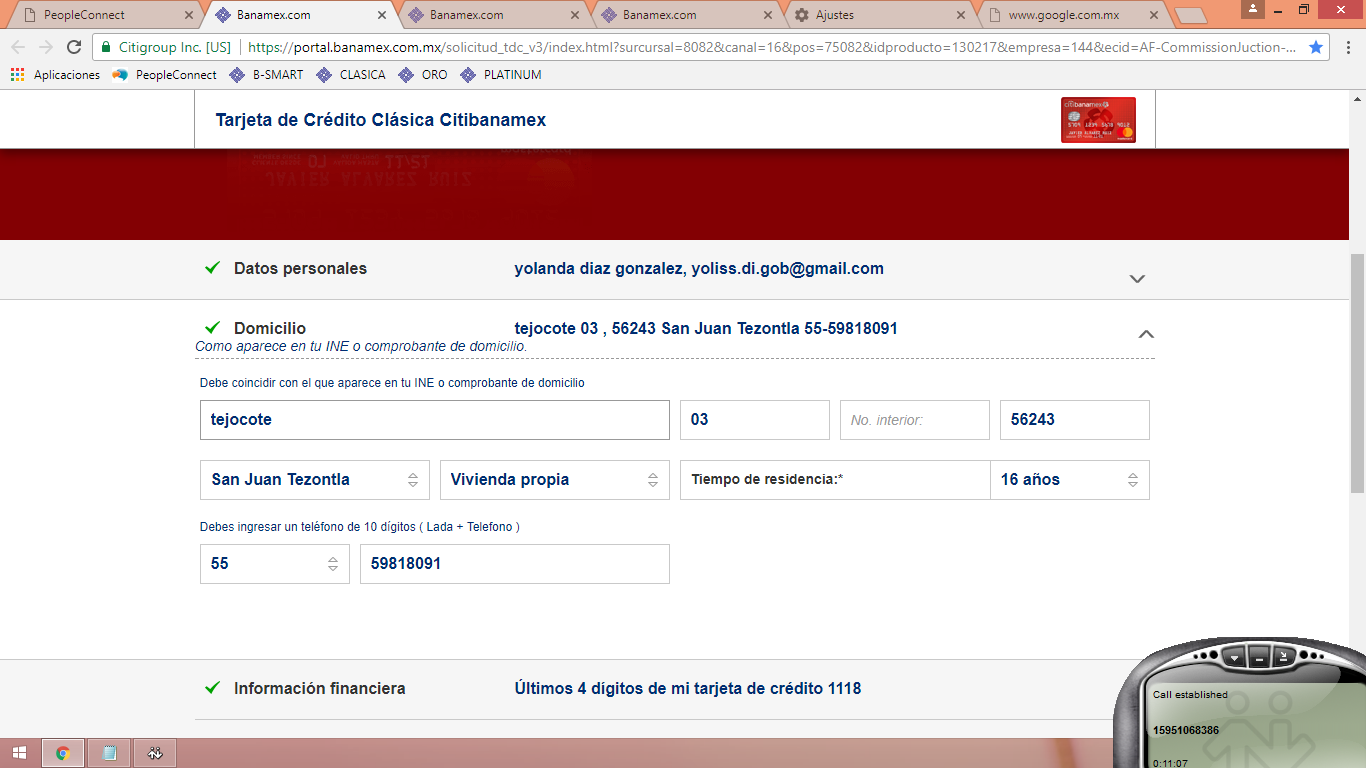 PeopleConnect
Banamex.com
Banamex.com
Banamex.com
Ajustes
www.google.com.mx
Citigroup Inc. [US] https://portal.banamex.com.mx/solicitud_tdc_v3/index.html?sursursal=8082&canal=16&pos=75082&idproducto=130217&empresa=144&ecid=AF-CommissionJuction-...
Aplicaciones PeopleConnect B-SMART CLASICA ORO PLATINUM
Tarjeta de Crédito Clásica Citibanamex
citibanamex
JAVIER ALVAREZ RUIZ
Datos personales yolanda diaz gonzalez, yoliss.di.gob@gmail.com
Domicilio tejocote 03 , 56243 San Juan Tezontla 55-59818091
Como aparece en tu INE o comprobante de domicilio.
Debe coincidir con el que aparece en tu INE o comprobante de domicilio
tejocote 03 No. interior: 56243
San Juan Tezontla Vivienda propia Tiempo de residencia:* 16 años
Debes ingresar un teléfono de 10 dígitos ( Lada + Telefono )
55 59818091
Información financiera Últimos 4 dígitos de mi tarjeta de crédito 1118
Call established
15951068386
0:11:07